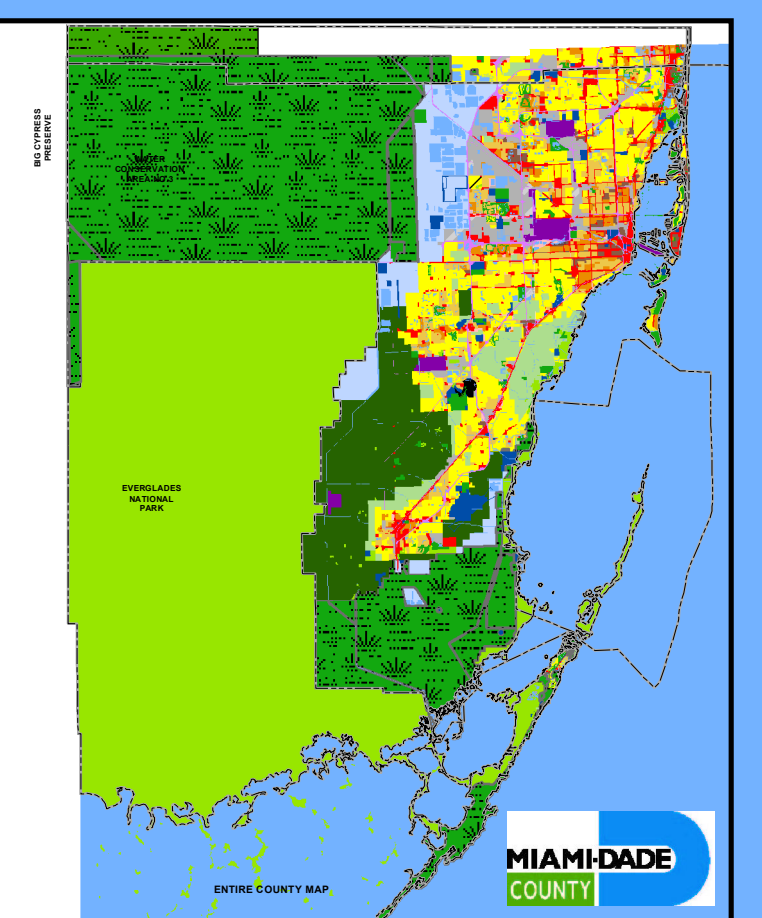 BIG CYPRESS
PRESERVE
WATER
CONSERVATION
AREA NO.3
EVERGLADES
NATIONAL
PARK
ENTIRE COUNTY MAP
MIAMI-DADE
COUNTY